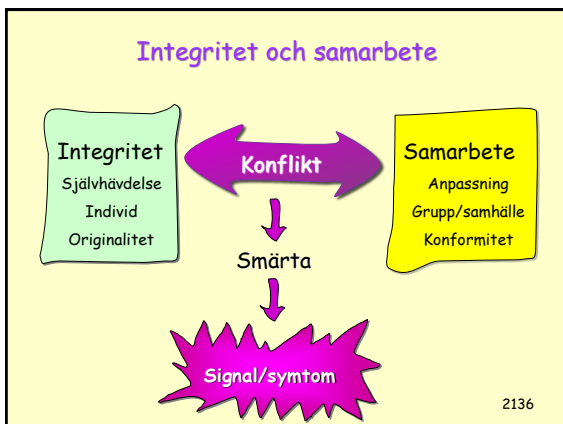 Integritet och samarbete
Integritet
Självhävdelse
Individ
Originalitet
Konflikt
Samarbete
Anpassning
Grupp/samhälle
Konformitet
Smärta
Signal/symtom
2136